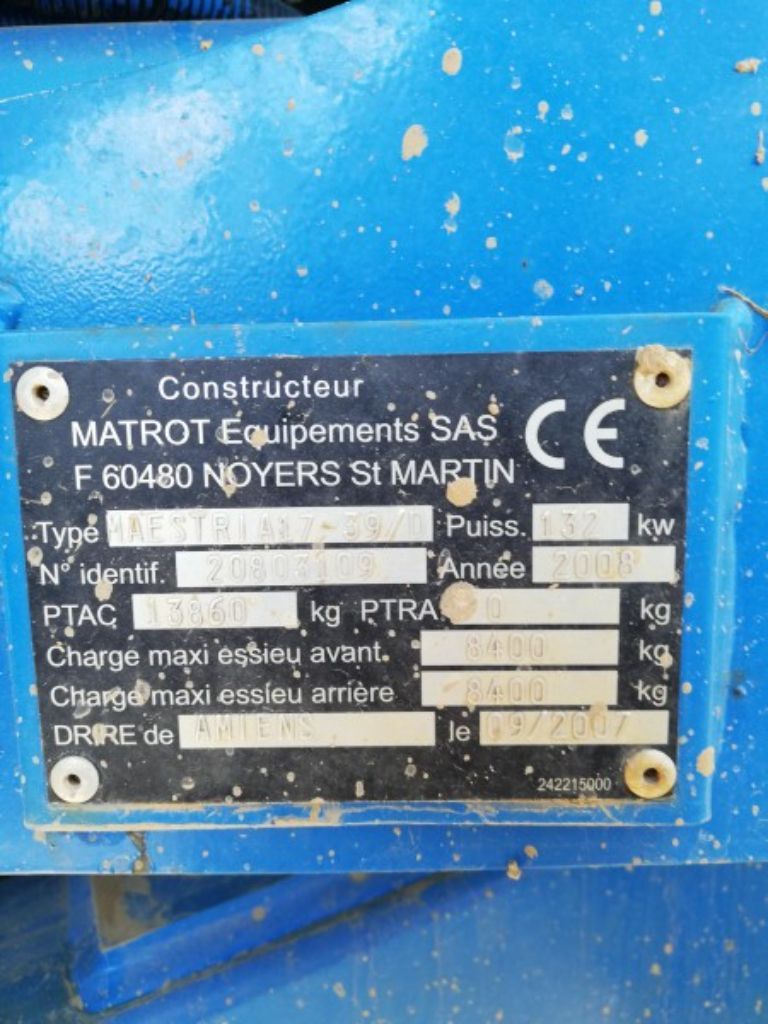 Constructeur
MATROT Equipements SAS CE
F 60480 NOYERS St MARTIN
Type MAESTRIA17-39/D Puiss. 132 kw
N° identif. 20803109 Année 2008
PTAC 13860 kg PTRA 0 kg
Charge maxi essieu avant 8400 kg
Charge maxi essieu arrière 8400 kg
DRIRE de AMIENS le 09/2007
242215000